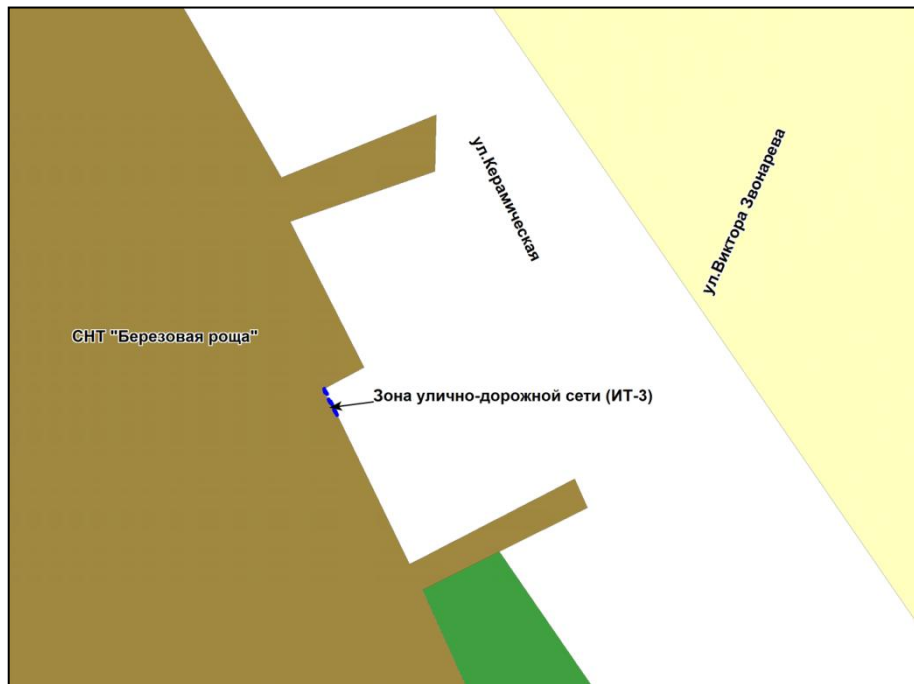 ул.Керамическая
ул.Виктора Звонарева
СНТ "Березовая роща"
Зона улично-дорожной сети (ИТ-3)